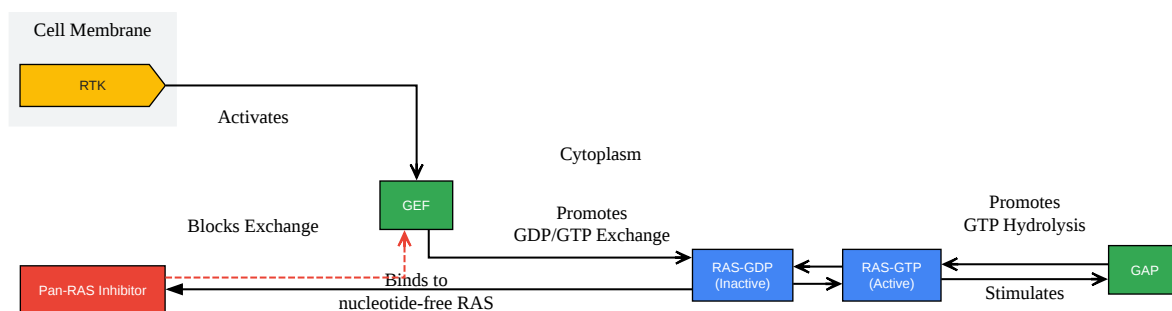 Cell Membrane
RTK
Activates
Cytoplasm
GEF
Blocks Exchange
Promotes
GDP/GTP Exchange
Promotes
GTP Hydrolysis
Pan-RAS Inhibitor
Binds to
nucleotide-free RAS
RAS-GDP
(Inactive)
RAS-GTP
(Active)
Stimulates
GAP